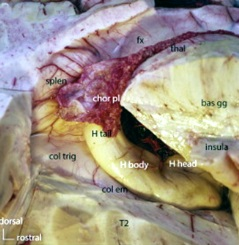 fx
thal
splen
chor pl
bas gg
H tail
insula
col trig
H body
H head
col em
dorsal
T2
rostral